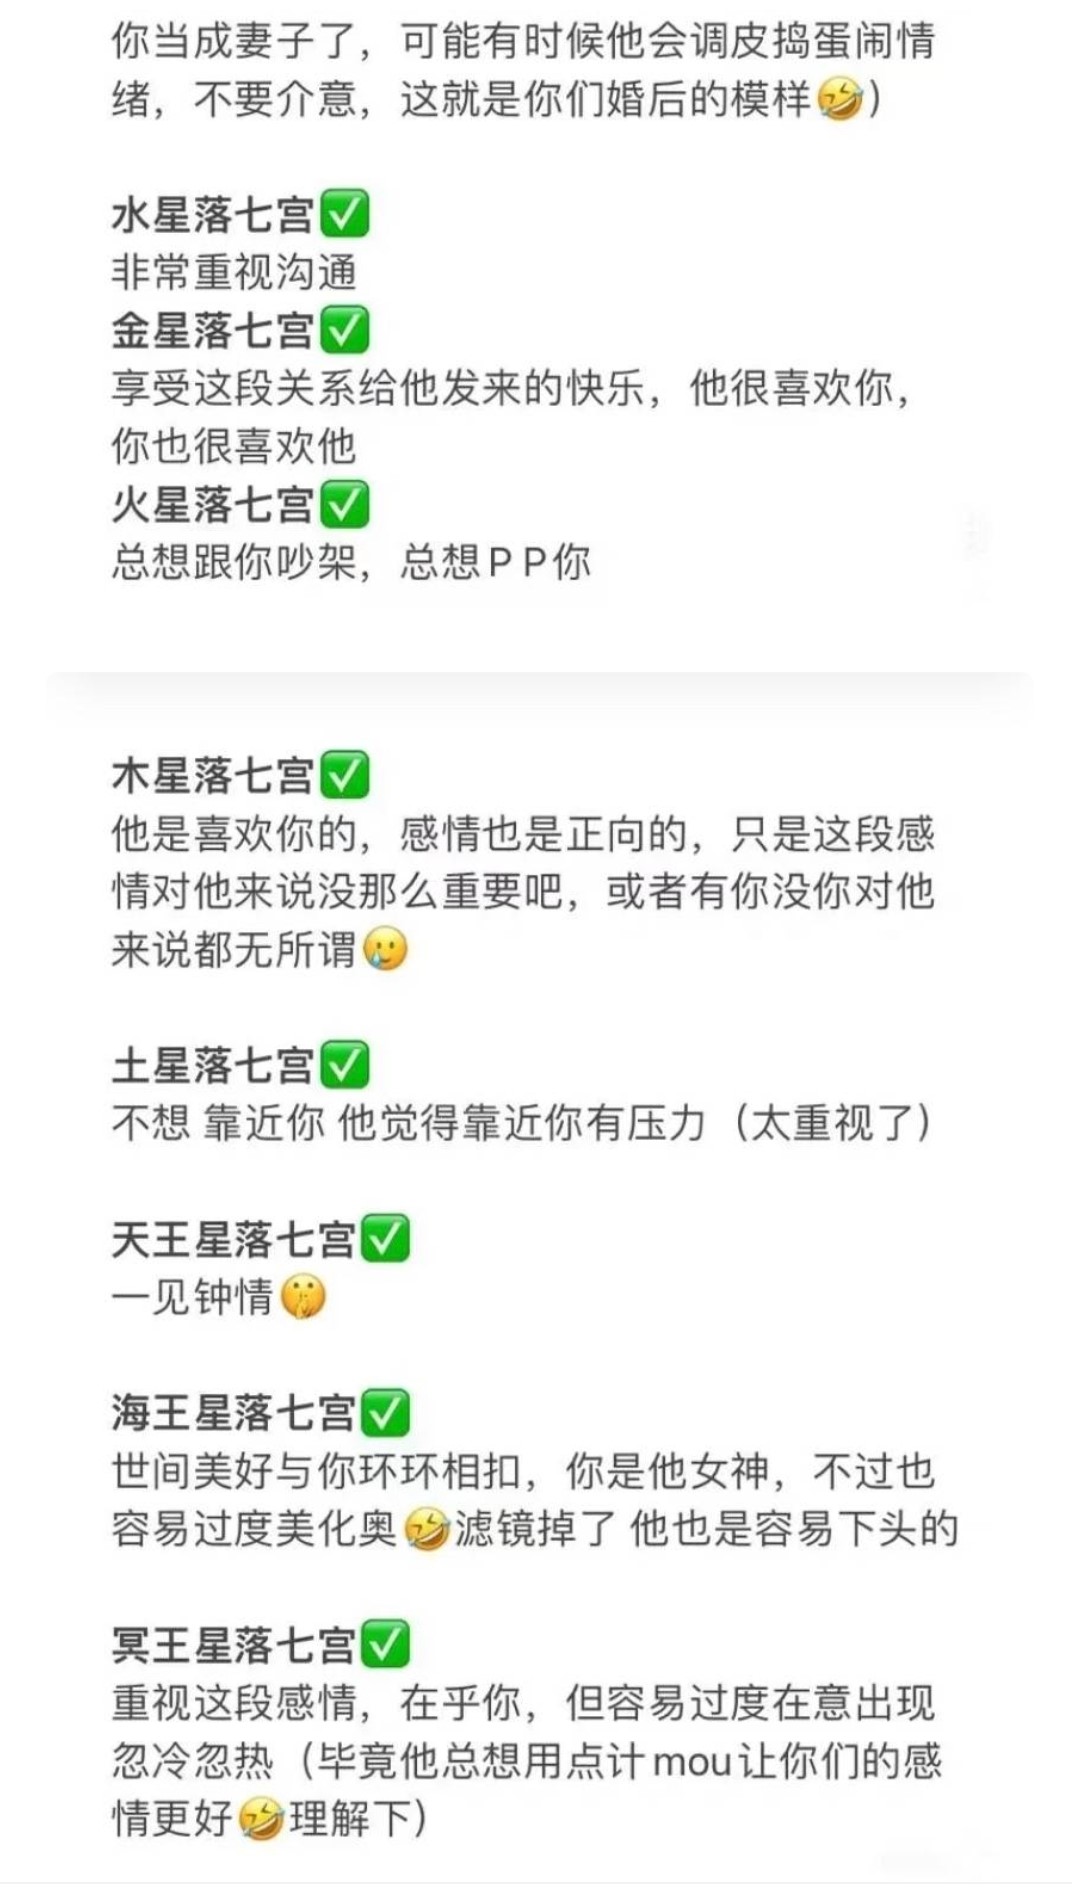 你当成妻子了，可能有时候他会调皮捣蛋闹情
绪，不要介意，这就是你们婚后的模样🤣）
水星落七宫✅
非常重视沟通
金星落七宫✅
享受这段关系给他发来的快乐，他很喜欢你，
你也很喜欢他
火星落七宫✅
总想跟你吵架，总想PP你
木星落七宫✅
他是喜欢你的，感情也是正向的，只是这段感
情对他来说没那么重要吧，或者有你没你对他
来说都无所谓🥲
土星落七宫✅
不想 靠近你 他觉得靠近你有压力（太重视了）
天王星落七宫✅
一见钟情🤫
海王星落七宫✅
世间美好与你环环相扣，你是他女神，不过也
容易过度美化奥🤣滤镜掉了 他也是容易下头的
冥王星落七宫✅
重视这段感情，在乎你，但容易过度在意出现
忽冷忽热（毕竟他总想用点计mou让你们的感
情更好🤣理解下）